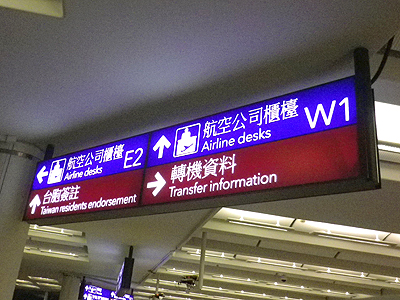 航空公司櫃檯 E2
Airline desks
台胞簽註
Taiwan residents endorsement
航空公司櫃檯 W1
Airline desks
轉機資料
Transfer information